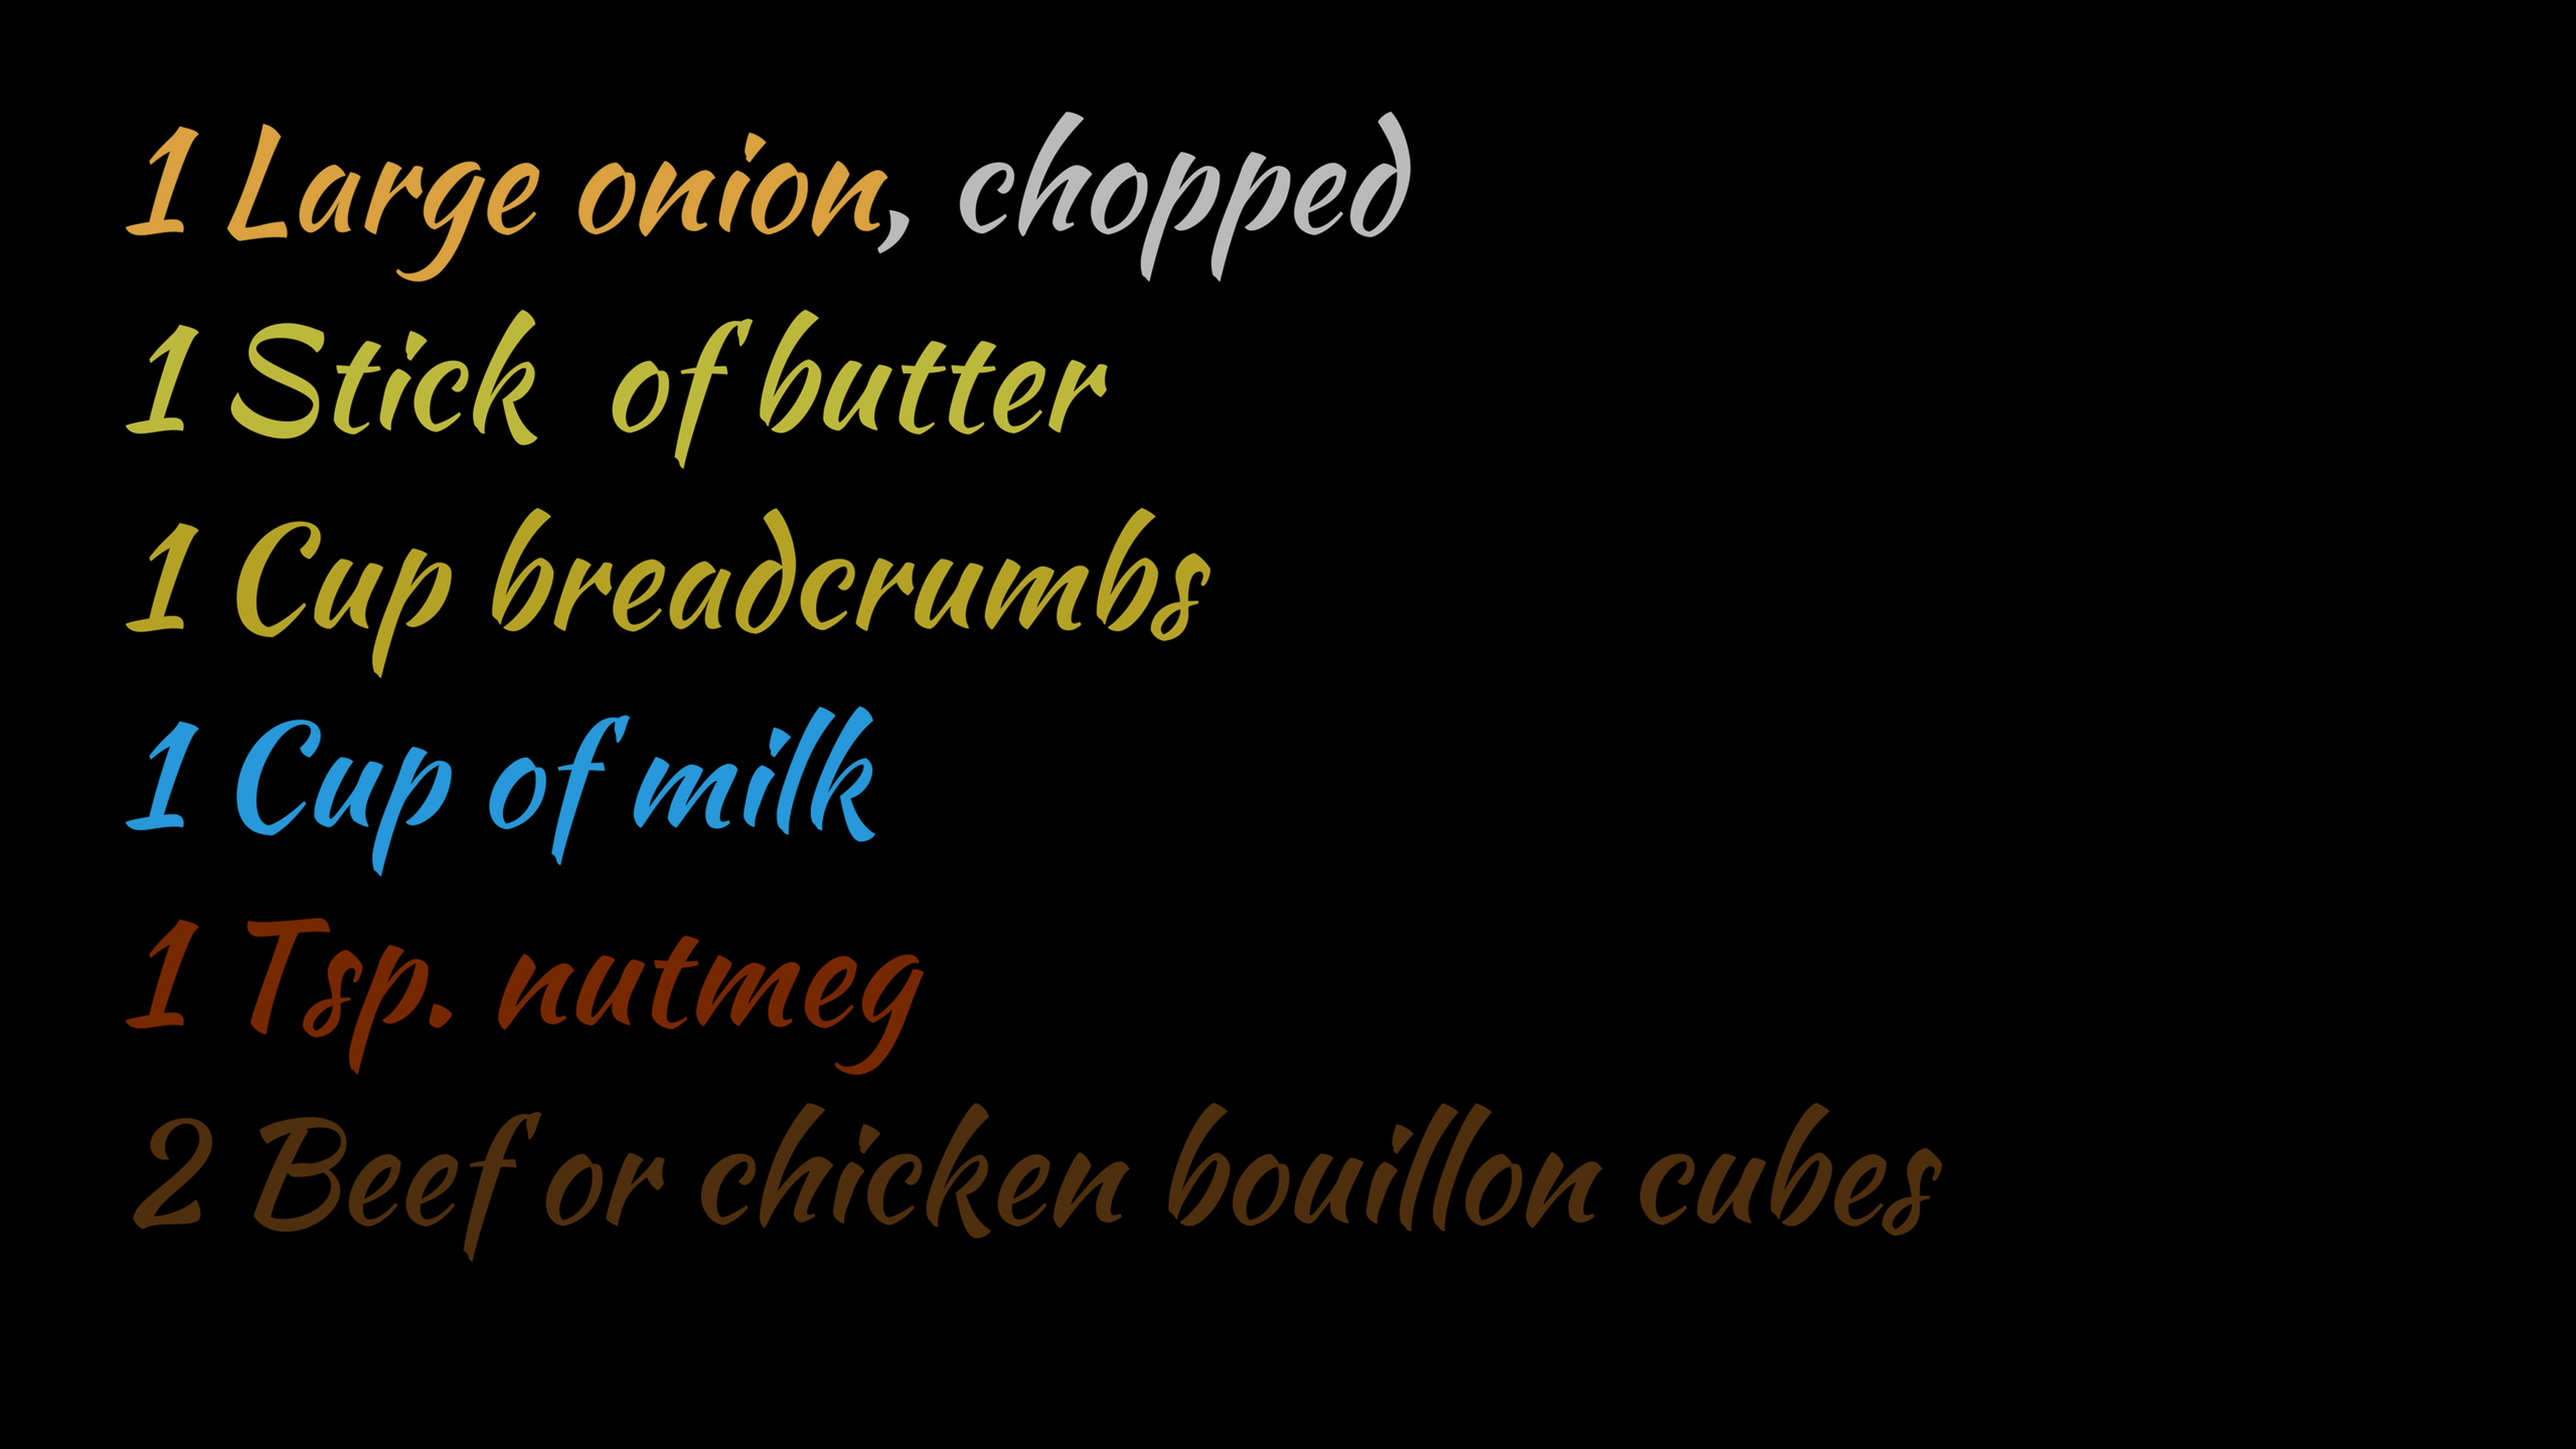 1 Large onion, chopped
1 Stick of butter
1 Cup breadcrumbs
1 Cup of milk
1 Tsp. nutmeg
2 Beef or chicken bouillon cubes